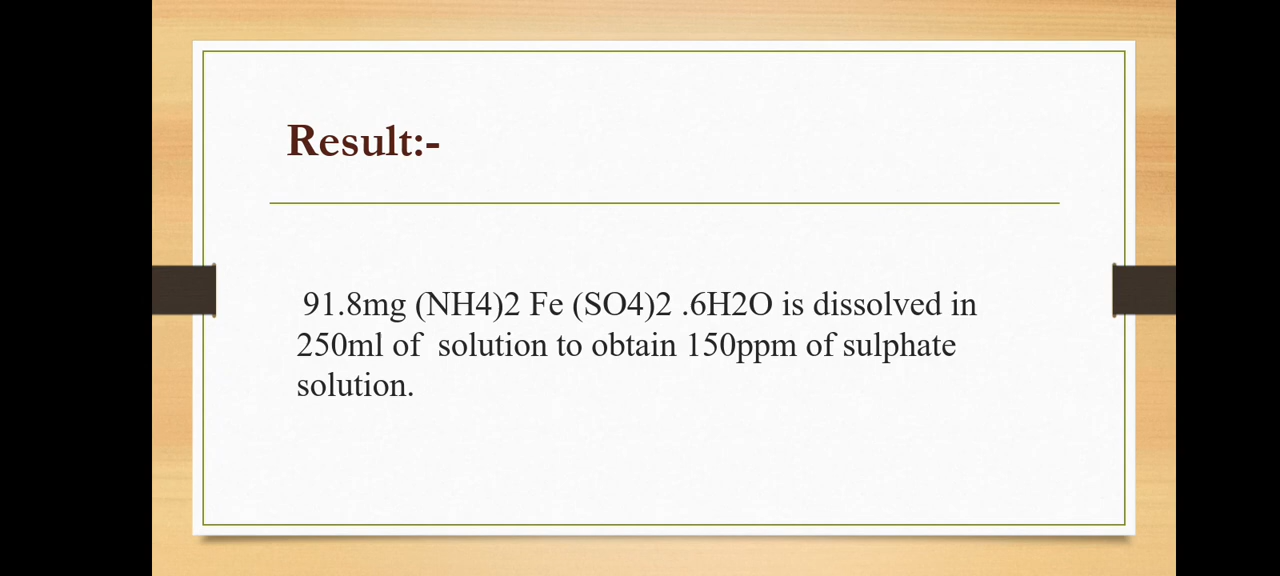 Result:-
91.8mg (NH4)2 Fe (SO4)2 .6H2O is dissolved in
250ml of  solution to obtain 150ppm of sulphate
solution.